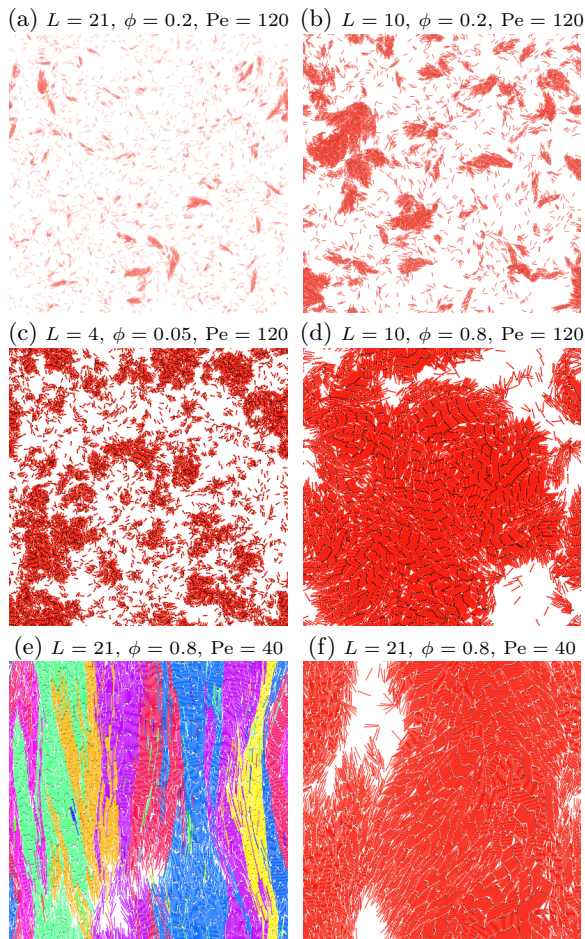 (a) L = 21, ϕ = 0.2, Pe = 120
(b) L = 10, ϕ = 0.2, Pe = 120
(c) L = 4, ϕ = 0.05, Pe = 120
(d) L = 10, ϕ = 0.8, Pe = 120
(e) L = 21, ϕ = 0.8, Pe = 40
(f) L = 21, ϕ = 0.8, Pe = 40